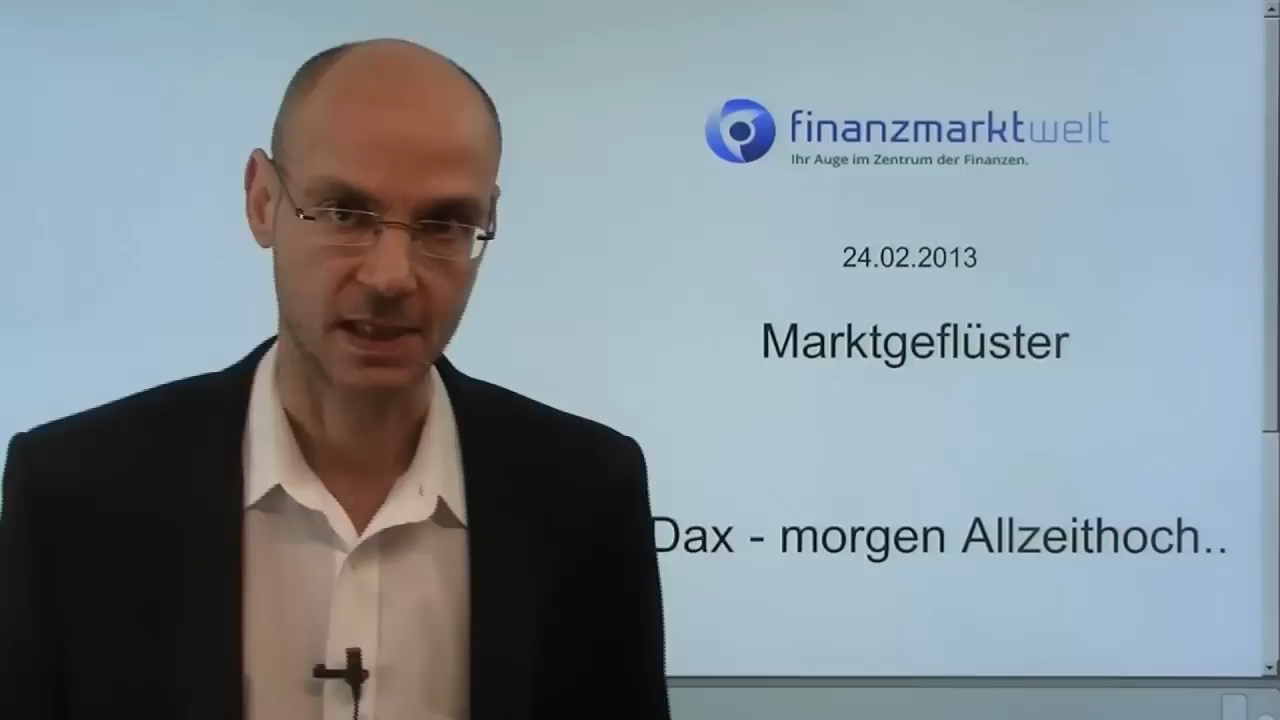 finanzmarktwelt
Ihr Auge im Zentrum der Finanzen.
24.02.2013
Marktgeflüster
Dax - morgen Allzeithoch..